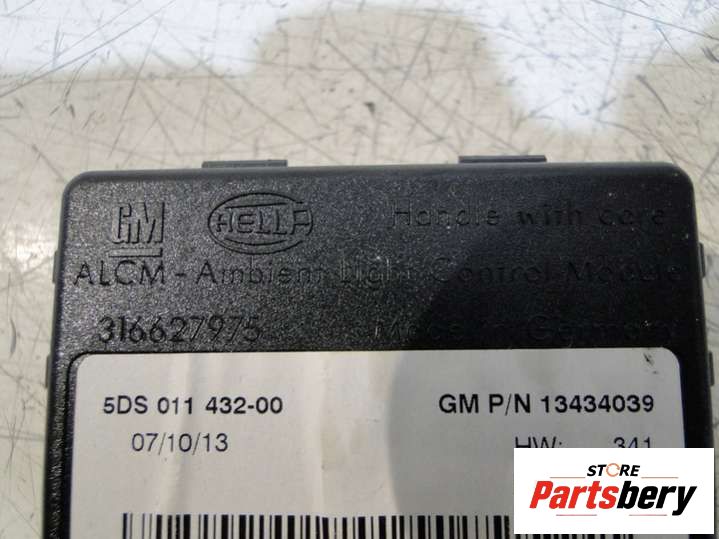 GM HELLA Handle with care
ALCM - Ambient Light Control Module
316627975 Made in Germany
5DS 011 432-00 GM P/N 13434039
07/10/13 HW: 341
STORE
Partsbery